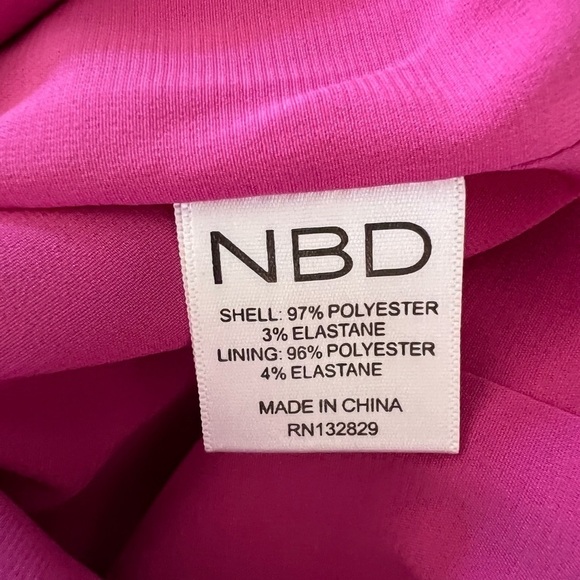 NBD
SHELL: 97% POLYESTER
3% ELASTANE
LINING: 96% POLYESTER
4% ELASTANE
MADE IN CHINA
RN132829